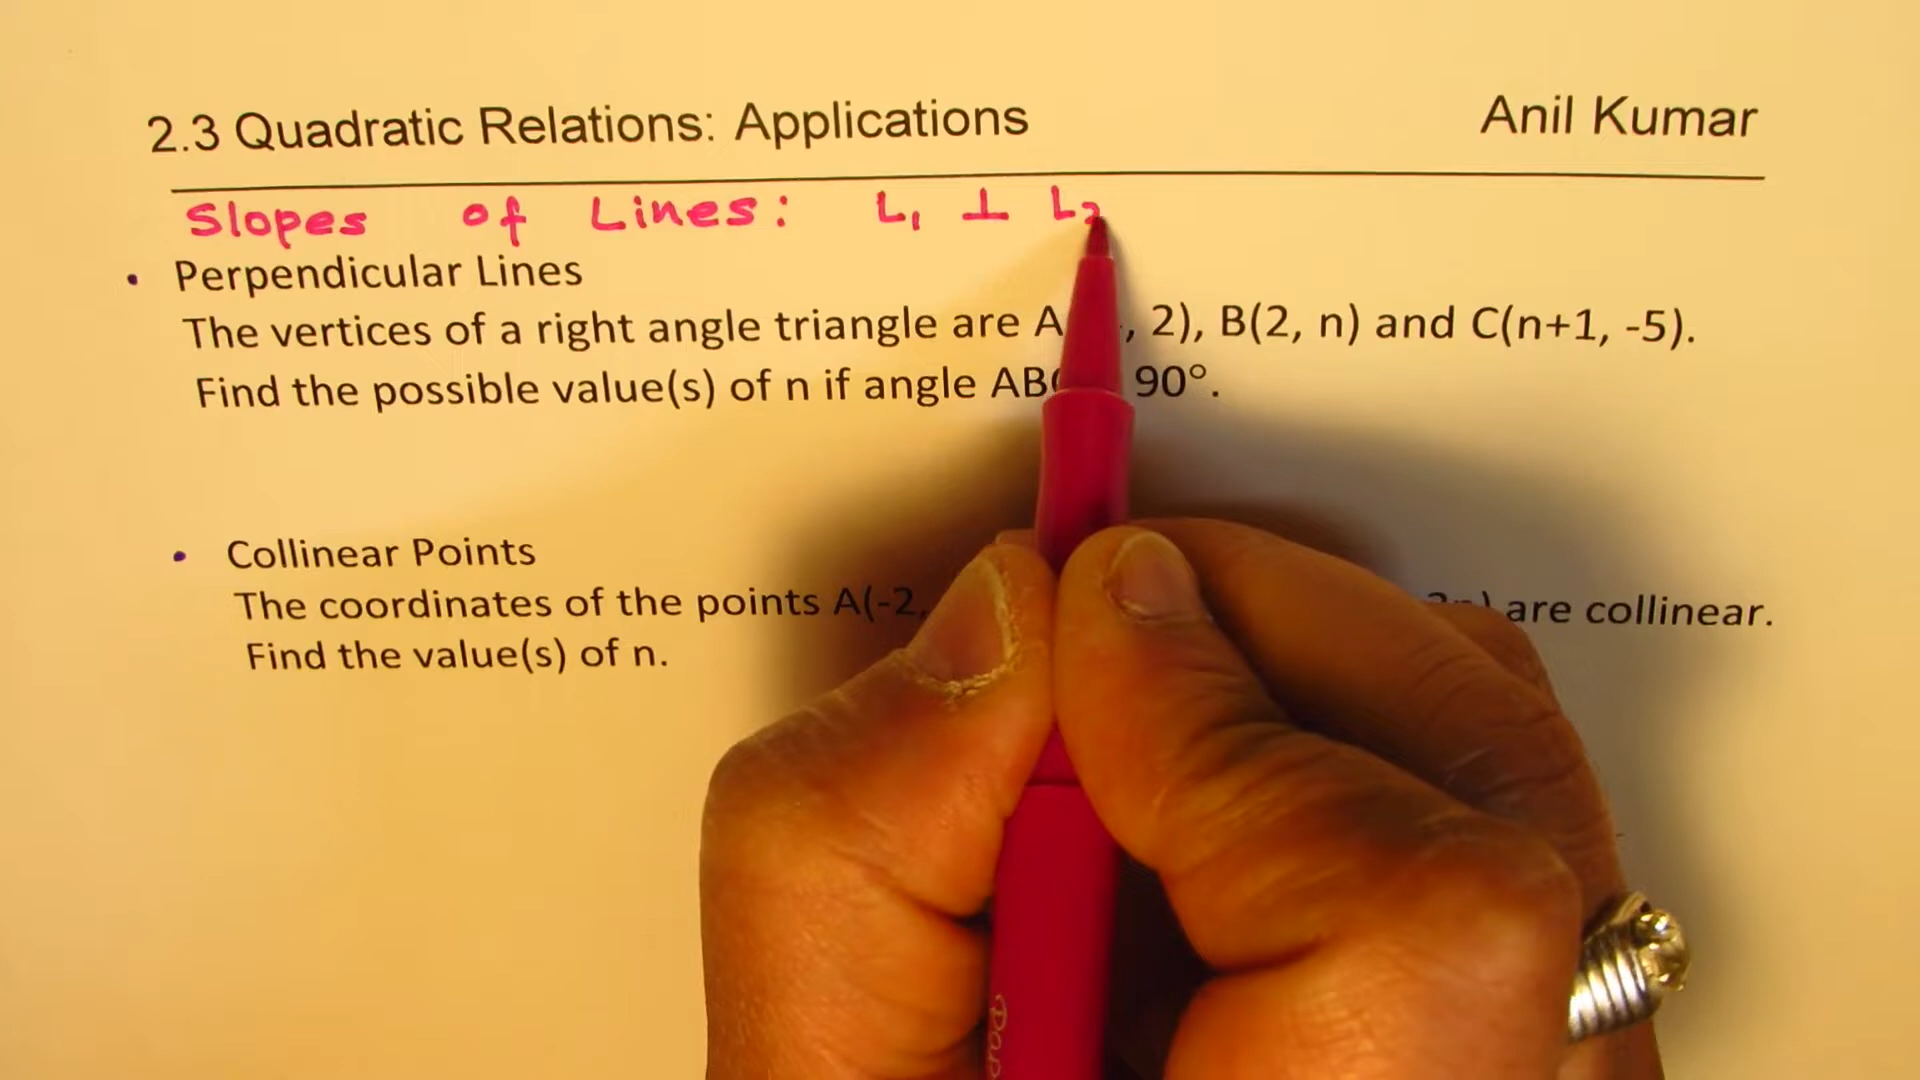 2.3 Quadratic Relations: Applications
Anil Kumar
Slopes of Lines: L₁ ⊥ L₂
• Perpendicular Lines
The vertices of a right angle triangle are A , 2), B(2, n) and C(n+1, -5).
Find the possible value(s) of n if angle AB 90°.
• Collinear Points
The coordinates of the points A(-2, are collinear.
Find the value(s) of n.